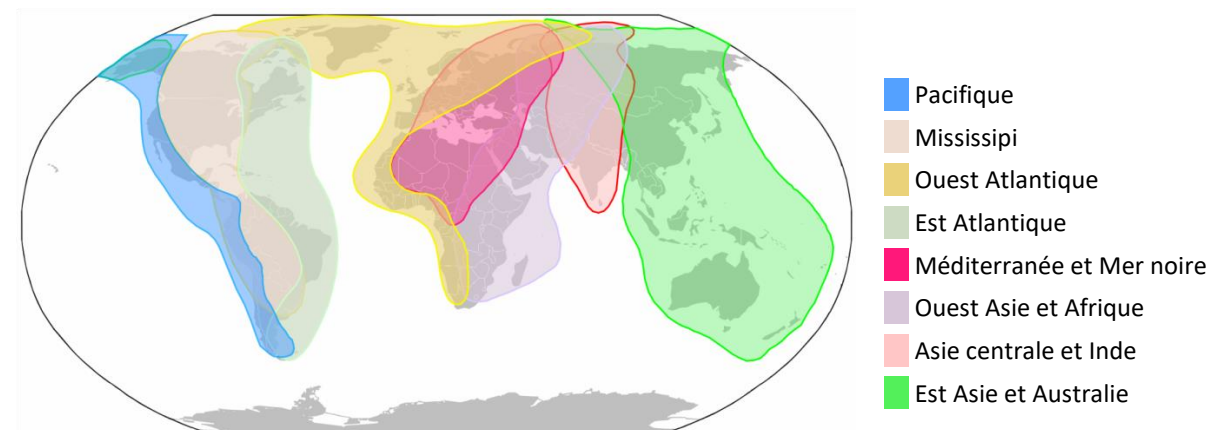 Pacifique
Mississipi
Ouest Atlantique
Est Atlantique
Méditerranée et Mer noire
Ouest Asie et Afrique
Asie centrale et Inde
Est Asie et Australie